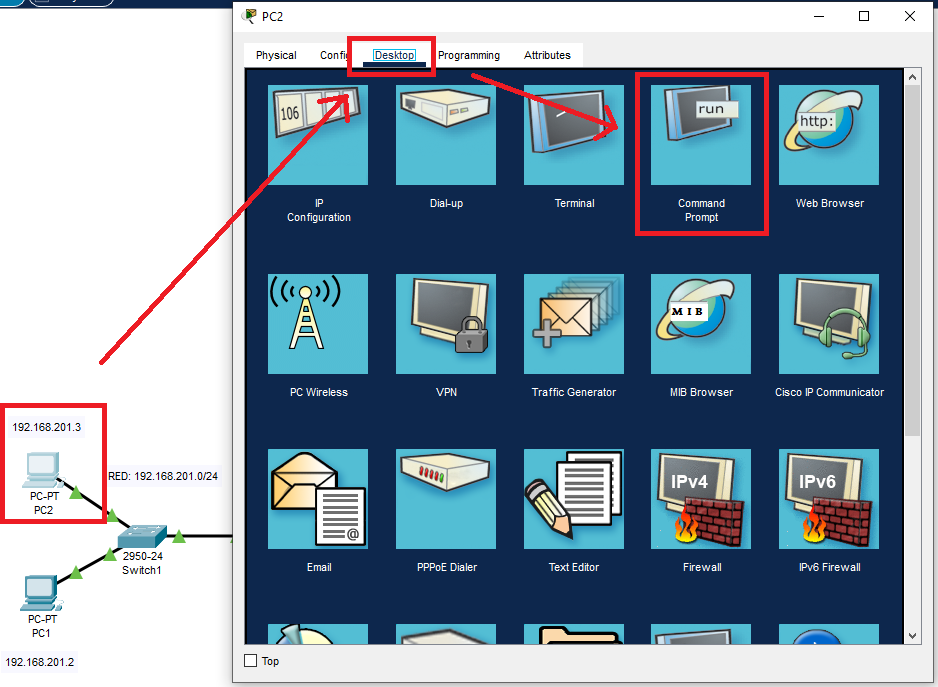 PC2
Physical
Config
Desktop
Programming
Attributes
106
run
http:
IP
Configuration
Dial-up
Terminal
Command
Prompt
Web Browser
MIB
PC Wireless
VPN
Traffic Generator
MIB Browser
Cisco IP Communicator
@
IPv4
IPv6
Email
PPPoE Dialer
Text Editor
Firewall
IPv6 Firewall
Top
192.168.201.3
PC-PT
PC2
RED: 192.168.201.0/24
2950-24
Switch1
PC-PT
PC1
192.168.201.2